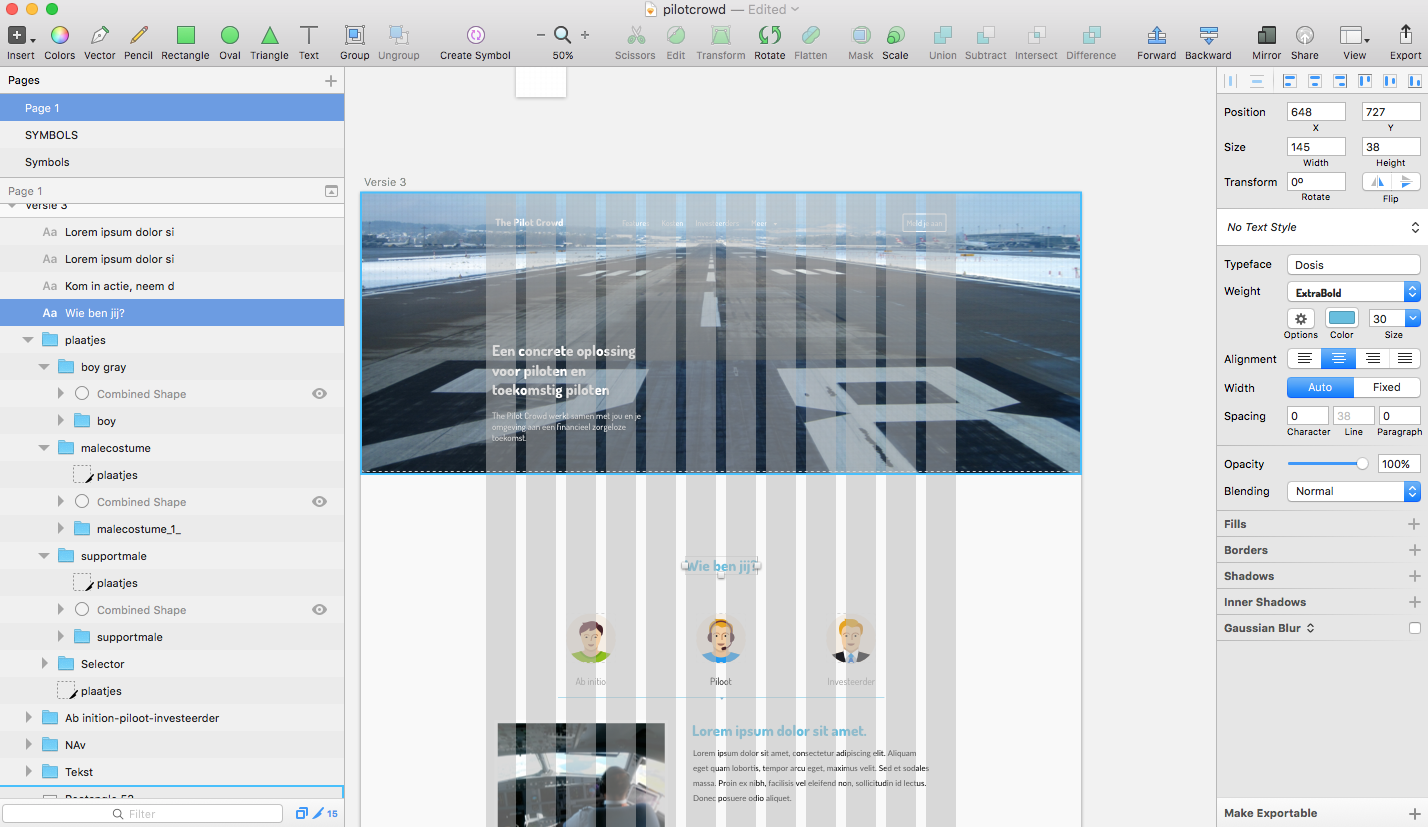 pilotcrowd — Edited
Insert Colors Vector Pencil Rectangle Oval Triangle Text Group Ungroup Create Symbol 50% Scissors Edit Transform Rotate Flatten Mask Scale Union Subtract Intersect Difference Forward Backward Mirror Share View Export
Pages
Page 1
SYMBOLS
Symbols
Page 1
Versie 3
Aa Lorem ipsum dolor si
Aa Lorem ipsum dolor si
Aa Kom in actie, neem d
Aa Wie ben jij?
plaatjes
boy gray
Combined Shape
boy
malecostume
plaatjes
Combined Shape
malecostume_1_
supportmale
plaatjes
Combined Shape
supportmale
Selector
plaatjes
Ab inition-piloot-investeerder
NAv
Tekst
Rectangle 52
Filter
15
Versie 3
The Pilot Crowd
Features Kosten Investeerders Meer
Meld je aan
Een concrete oplossing
voor piloten en
toekomstig piloten
The Pilot Crowd werkt samen met jou en je
omgeving aan een financieel zorgeloze
toekomst.
Wie ben jij?
Ab initio Piloot Investeerder
Lorem ipsum dolor sit amet.
Lorem ipsum dolor sit amet, consectetur adipiscing elit. Aliquam
eget quam lobortis, tempor arcu eget, maximus velit. Sed et sodales
massa. Proin ex nibh, facilisis vel eleifend non, sollicitudin id lectus.
Donec posuere odio aliquet.
Position 648 727
X Y
Size 145 38
Width Height
Transform 0º
Rotate Flip
No Text Style
Typeface Dosis
Weight ExtraBold
30
Options Color Size
Alignment
Width Auto Fixed
Spacing 0 38 0
Character Line Paragraph
Opacity 100%
Blending Normal
Fills
Borders
Shadows
Inner Shadows
Gaussian Blur
Make Exportable